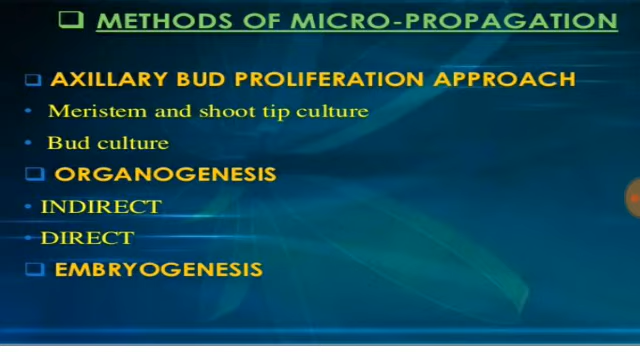 METHODS OF MICRO-PROPAGATION
AXILLARY BUD PROLIFERATION APPROACH
Meristem and shoot tip culture
Bud culture
ORGANOGENESIS
INDIRECT
DIRECT
EMBRYOGENESIS